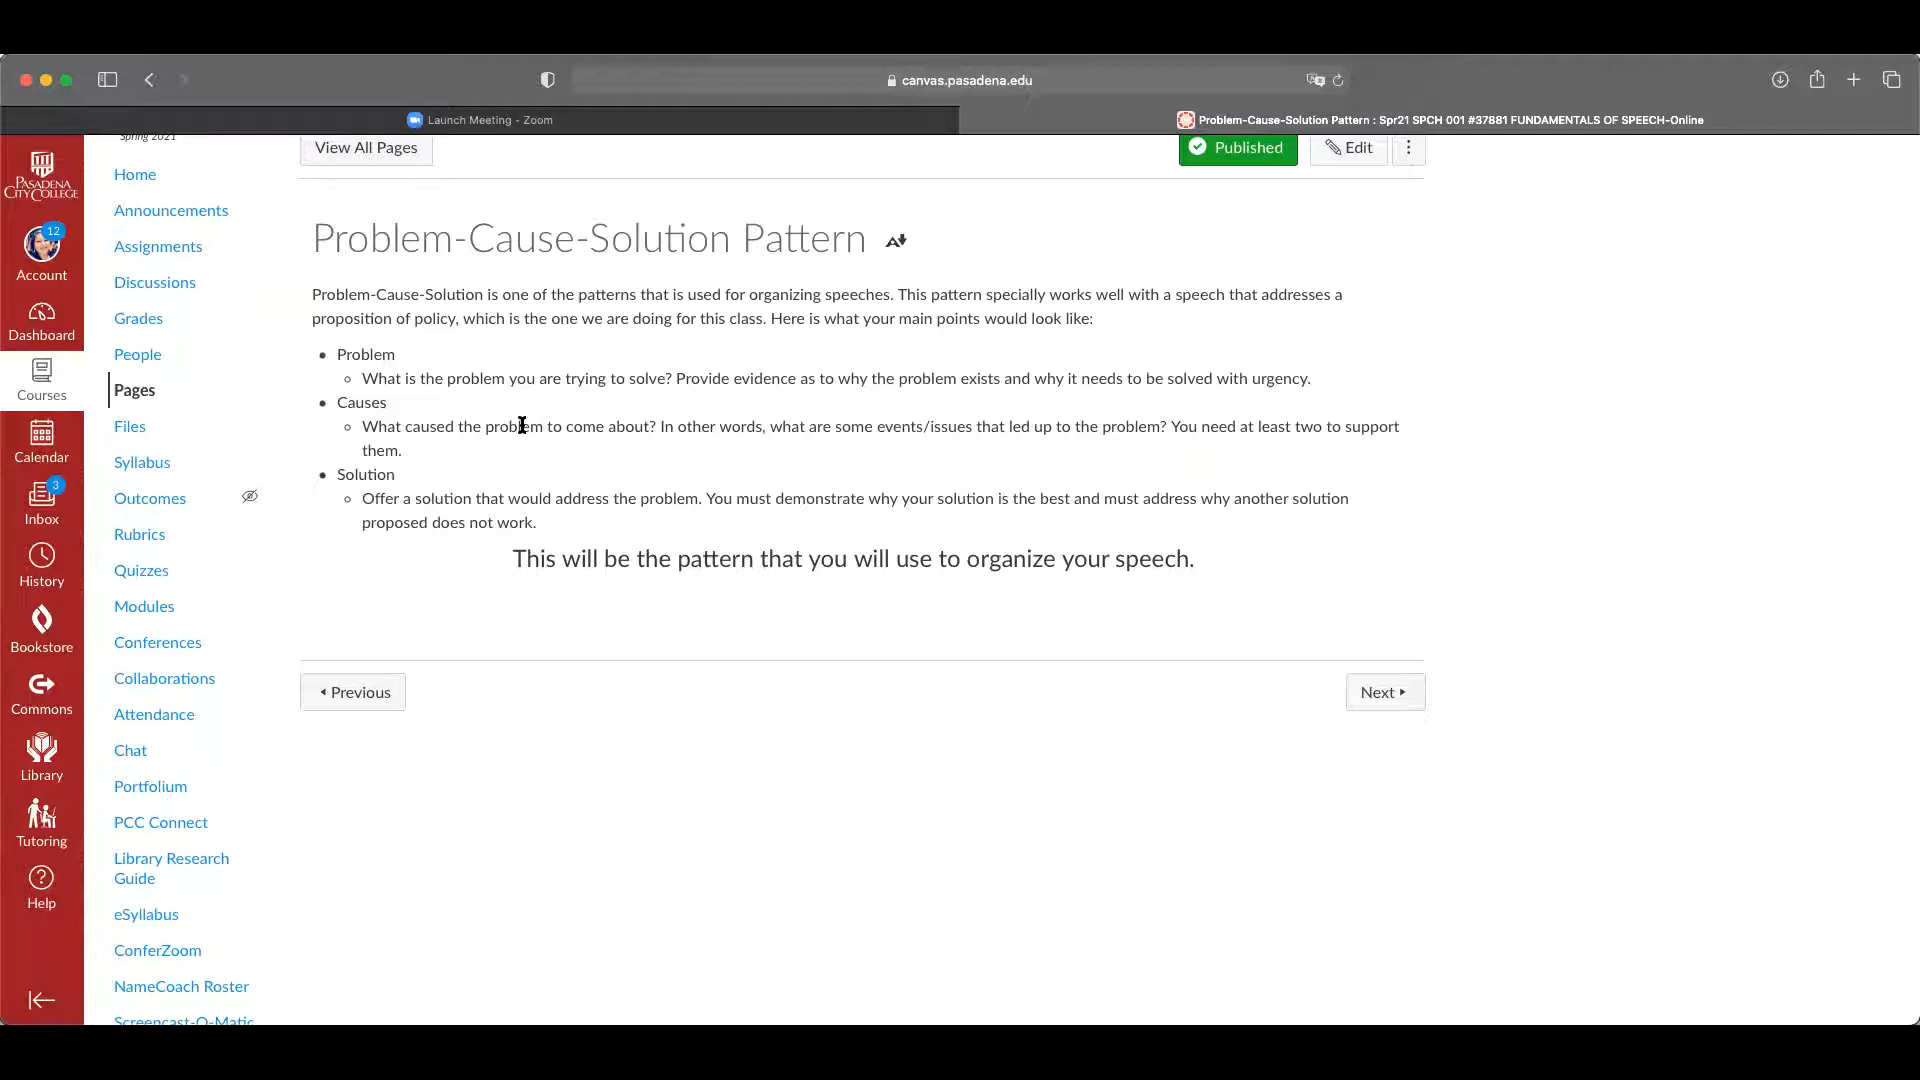 canvas.pasadena.edu
Launch Meeting - Zoom
Problem-Cause-Solution Pattern : Spr21 SPCH 001 #37881 FUNDAMENTALS OF SPEECH-Online
PASADENA
CITY COLLEGE
12
Account
Dashboard
Courses
Calendar
3
Inbox
History
Bookstore
Commons
Library
Tutoring
Help
Spring 2021
Home
Announcements
Assignments
Discussions
Grades
People
Pages
Files
Syllabus
Outcomes
Rubrics
Quizzes
Modules
Conferences
Collaborations
Attendance
Chat
Portfolium
PCC Connect
Library Research
Guide
eSyllabus
ConferZoom
NameCoach Roster
Screencast-O-Matic
View All Pages
Published
Edit
Problem-Cause-Solution Pattern
Problem-Cause-Solution is one of the patterns that is used for organizing speeches. This pattern specially works well with a speech that addresses a
proposition of policy, which is the one we are doing for this class. Here is what your main points would look like:
Problem
What is the problem you are trying to solve? Provide evidence as to why the problem exists and why it needs to be solved with urgency.
Causes
What caused the problem to come about? In other words, what are some events/issues that led up to the problem? You need at least two to support
them.
Solution
Offer a solution that would address the problem. You must demonstrate why your solution is the best and must address why another solution
proposed does not work.
This will be the pattern that you will use to organize your speech.
Previous
Next